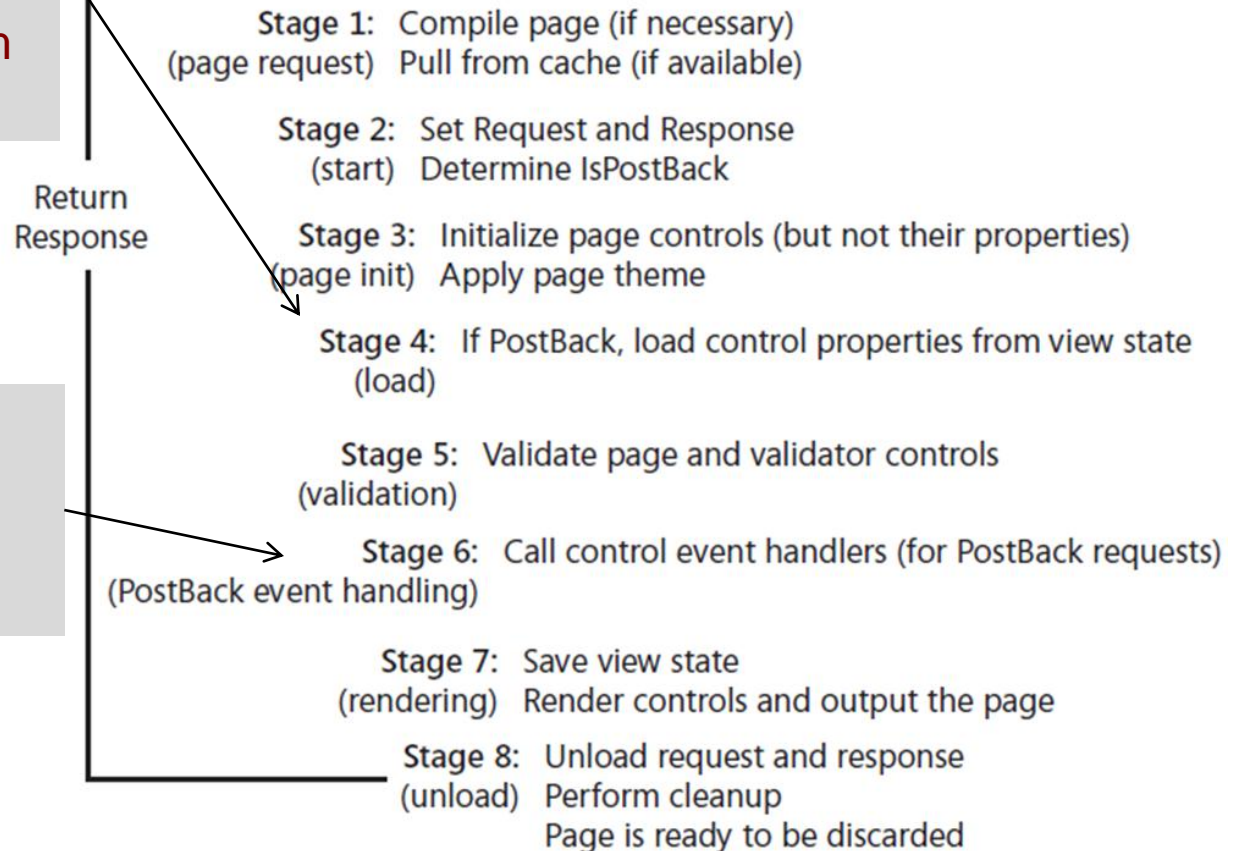 n
Stage 1: Compile page (if necessary)
(page request) Pull from cache (if available)
Stage 2: Set Request and Response
(start) Determine IsPostBack
Return
Response
Stage 3: Initialize page controls (but not their properties)
(page init) Apply page theme
Stage 4: If PostBack, load control properties from view state
(load)
Stage 5: Validate page and validator controls
(validation)
Stage 6: Call control event handlers (for PostBack requests)
(PostBack event handling)
Stage 7: Save view state
(rendering) Render controls and output the page
Stage 8: Unload request and response
(unload) Perform cleanup
Page is ready to be discarded